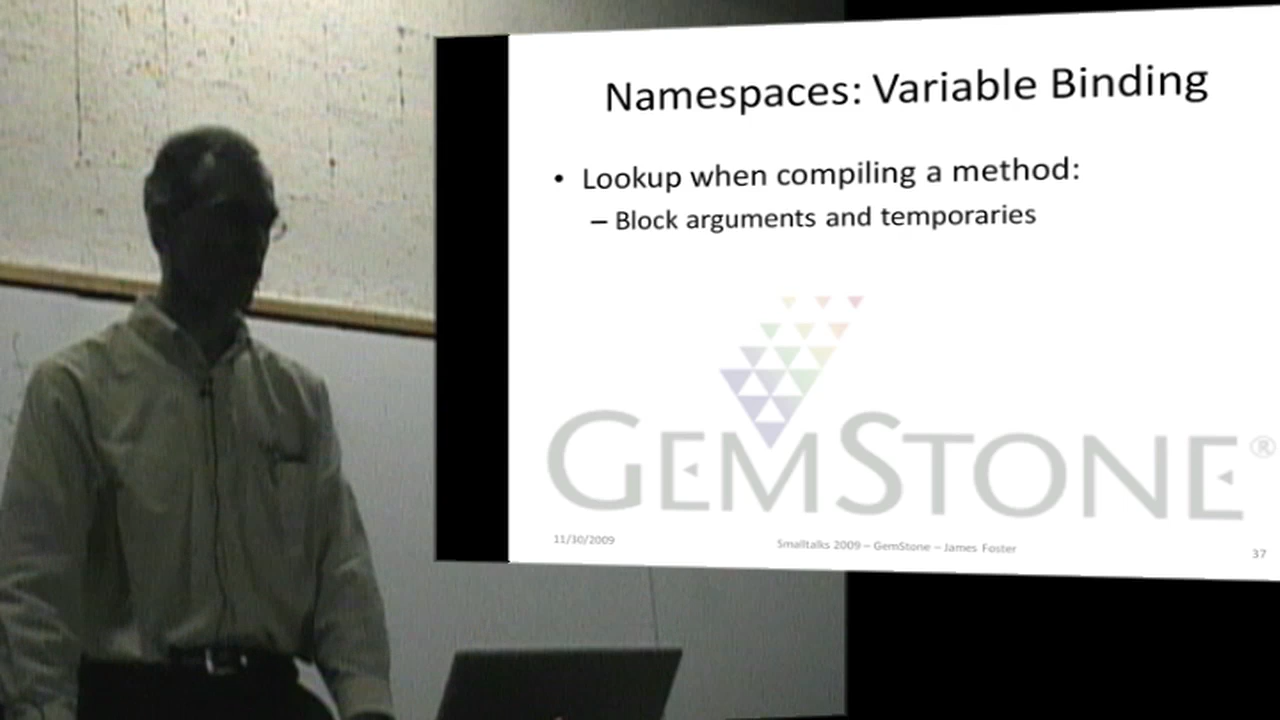 Namespaces: Variable Binding
• Lookup when compiling a method:
– Block arguments and temporaries
GEMSTONE®
11/30/2009
Smalltalks 2009 – GemStone – James Foster
37